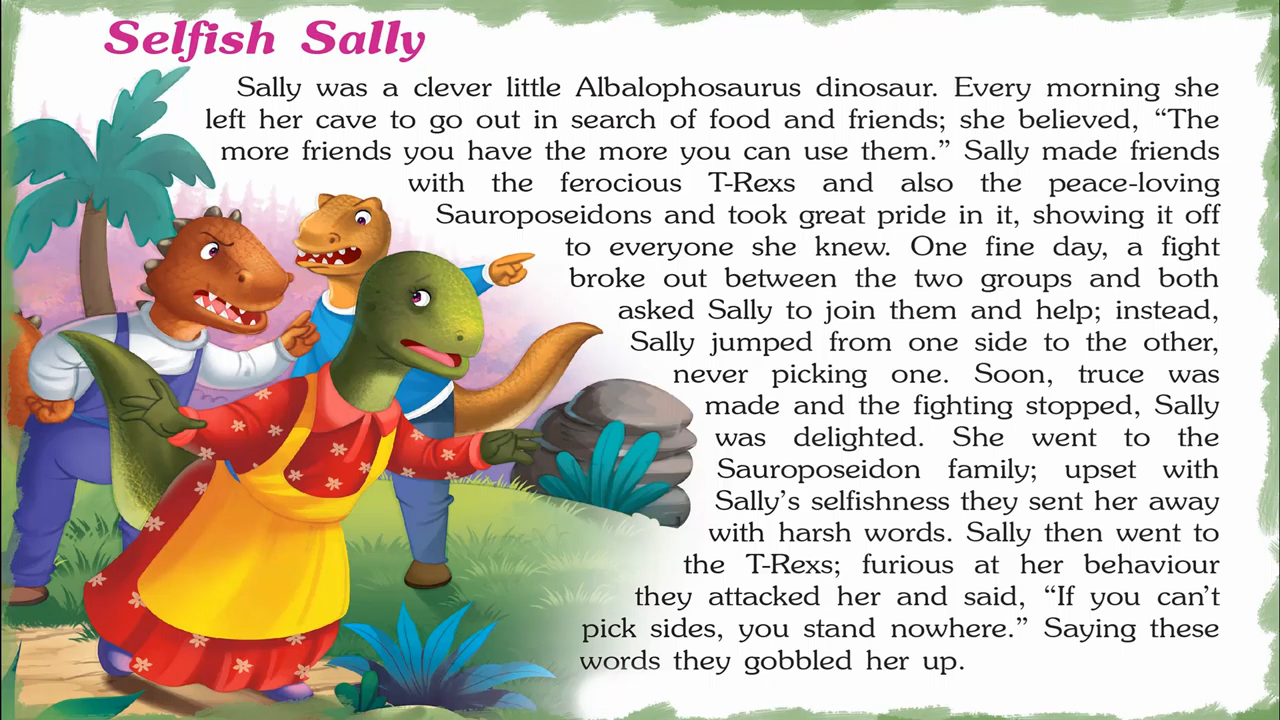 Selfish Sally
Sally was a clever little Albalophosaurus dinosaur. Every morning she
left her cave to go out in search of food and friends; she believed, “The
more friends you have the more you can use them.” Sally made friends
with the ferocious T-Rexs and also the peace-loving
Sauroposeidons and took great pride in it, showing it off
to everyone she knew. One fine day, a fight
broke out between the two groups and both
asked Sally to join them and help; instead,
Sally jumped from one side to the other,
never picking one. Soon, truce was
made and the fighting stopped, Sally
was delighted. She went to the
Sauroposeidon family; upset with
Sally’s selfishness they sent her away
with harsh words. Sally then went to
the T-Rexs; furious at her behaviour
they attacked her and said, “If you can’t
pick sides, you stand nowhere.” Saying these
words they gobbled her up.